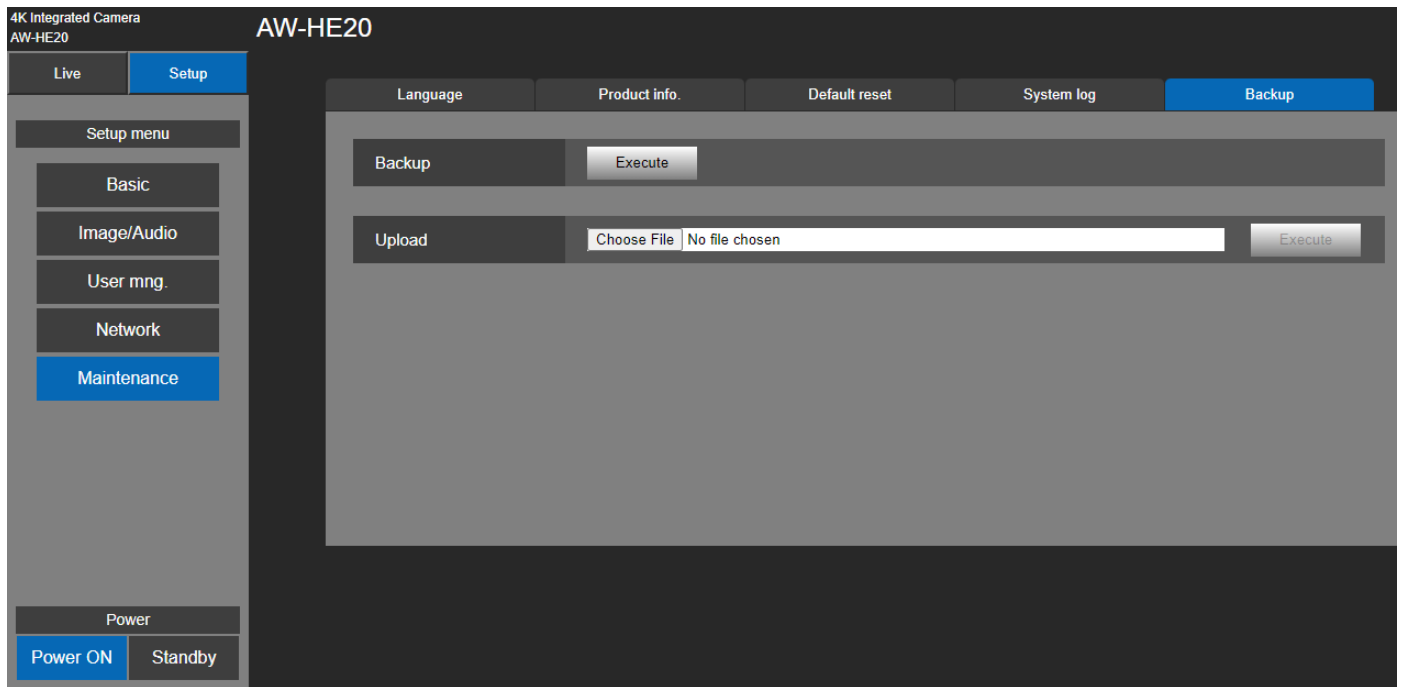 4K Integrated Camera
AW-HE20
AW-HE20
Live Setup
Setup menu
Basic
Image/Audio
User mng.
Network
Maintenance
Power
Power ON Standby
Language Product info. Default reset System log Backup
Backup Execute
Upload Choose File No file chosen Execute